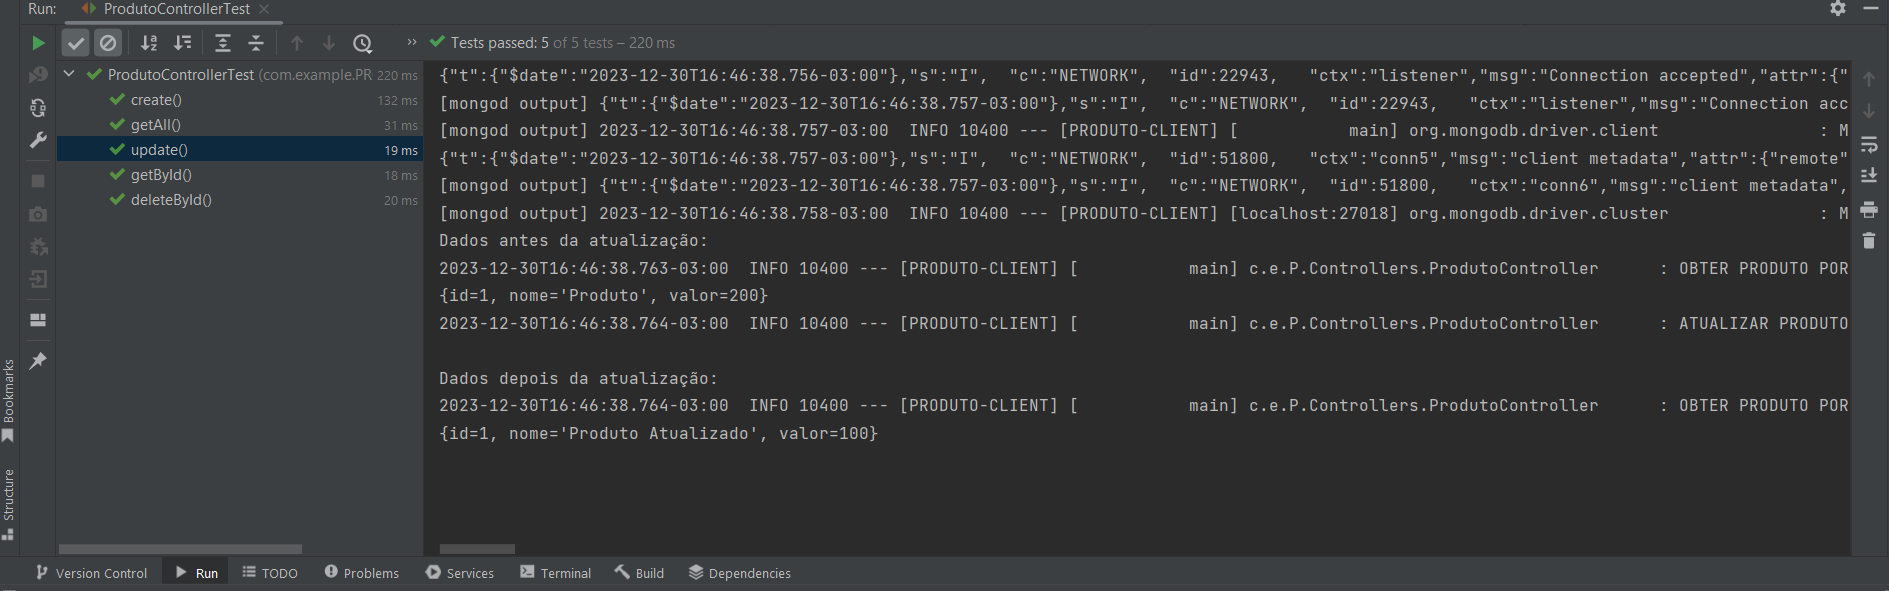 Run: ProdutoControllerTest
Tests passed: 5 of 5 tests – 220 ms
ProdutoControllerTest (com.example.PR 220 ms
create() 132 ms
getAll() 31 ms
update() 19 ms
getById() 18 ms
deleteById() 20 ms
{"t":{"$date":"2023-12-30T16:46:38.756-03:00"},"s":"I",  "c":"NETWORK",  "id":22943,   "ctx":"listener","msg":"Connection accepted","attr":{"
[mongod output] {"t":{"$date":"2023-12-30T16:46:38.757-03:00"},"s":"I",  "c":"NETWORK",  "id":22943,   "ctx":"listener","msg":"Connection acc
[mongod output] 2023-12-30T16:46:38.757-03:00  INFO 10400 --- [PRODUTO-CLIENT] [           main] org.mongodb.driver.client                : M
{"t":{"$date":"2023-12-30T16:46:38.757-03:00"},"s":"I",  "c":"NETWORK",  "id":51800,   "ctx":"conn5","msg":"client metadata","attr":{"remote"
[mongod output] {"t":{"$date":"2023-12-30T16:46:38.757-03:00"},"s":"I",  "c":"NETWORK",  "id":51800,   "ctx":"conn6","msg":"client metadata",
[mongod output] 2023-12-30T16:46:38.758-03:00  INFO 10400 --- [PRODUTO-CLIENT] [localhost:27018] org.mongodb.driver.cluster               : M
Dados antes da atualização:
2023-12-30T16:46:38.763-03:00  INFO 10400 --- [PRODUTO-CLIENT] [           main] c.e.P.Controllers.ProdutoController      : OBTER PRODUTO POR
{id=1, nome='Produto', valor=200}
2023-12-30T16:46:38.764-03:00  INFO 10400 --- [PRODUTO-CLIENT] [           main] c.e.P.Controllers.ProdutoController      : ATUALIZAR PRODUTO
Dados depois da atualização:
2023-12-30T16:46:38.764-03:00  INFO 10400 --- [PRODUTO-CLIENT] [           main] c.e.P.Controllers.ProdutoController      : OBTER PRODUTO POR
{id=1, nome='Produto Atualizado', valor=100}
Bookmarks
Structure
Version Control Run TODO Problems Services Terminal Build Dependencies